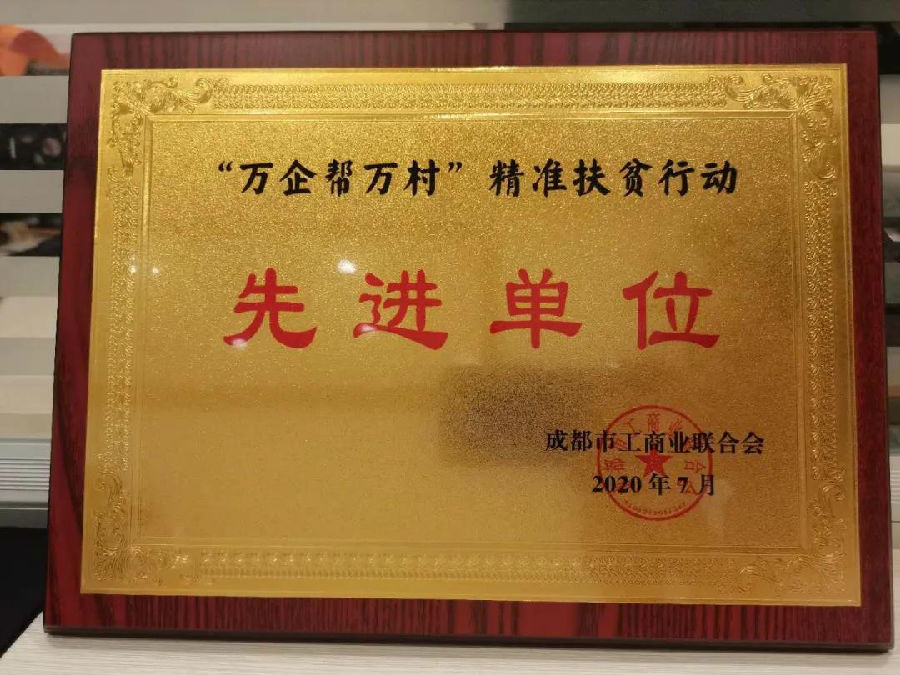 “万企帮万村”精准扶贫行动
先进单位
成都市工商业联合会
2020年7月